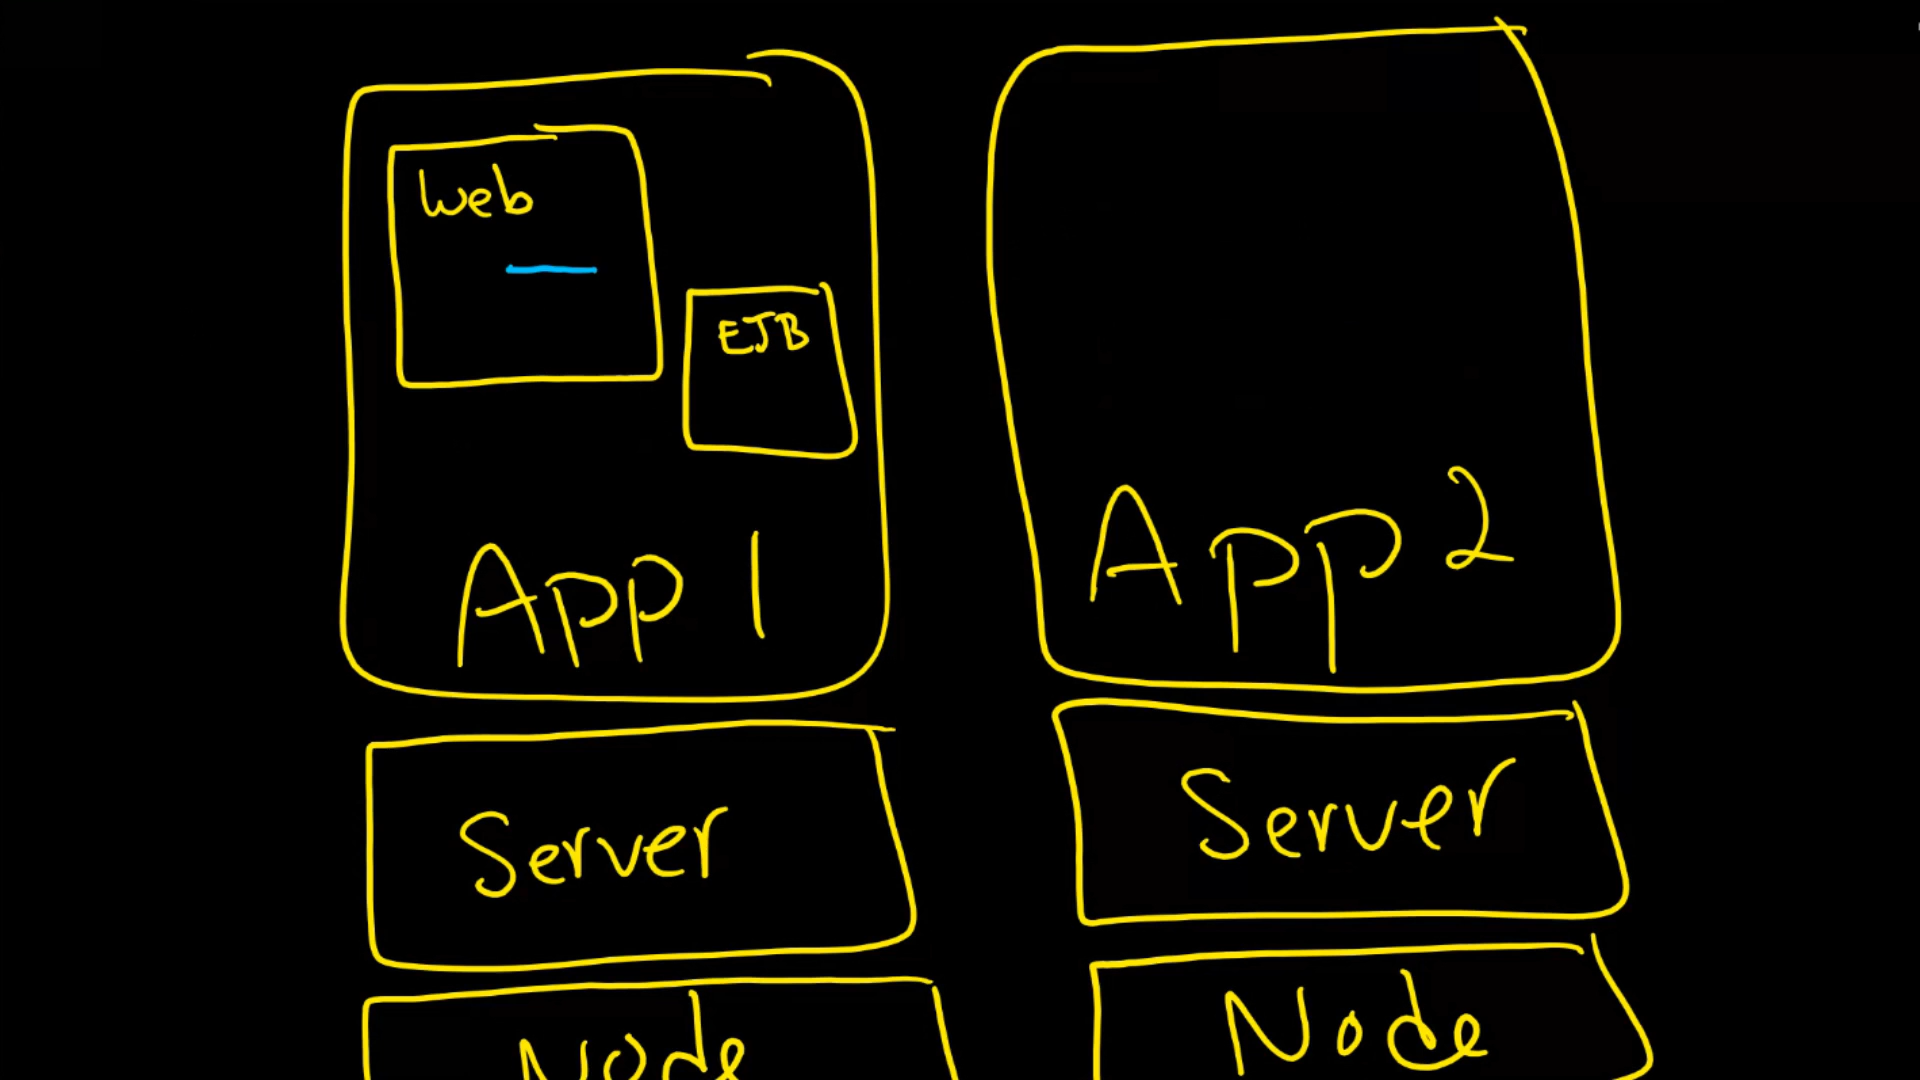 Web
EJB
App 1
App 2
Server
Server
Node
Node